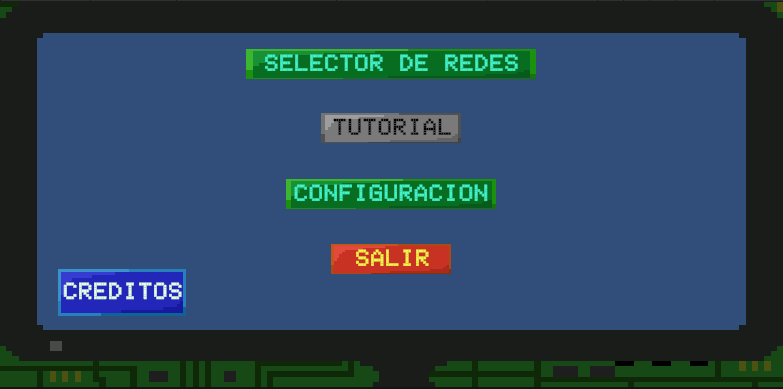 SELECTOR DE REDES
TUTORIAL
CONFIGURACION
SALIR
CREDITOS